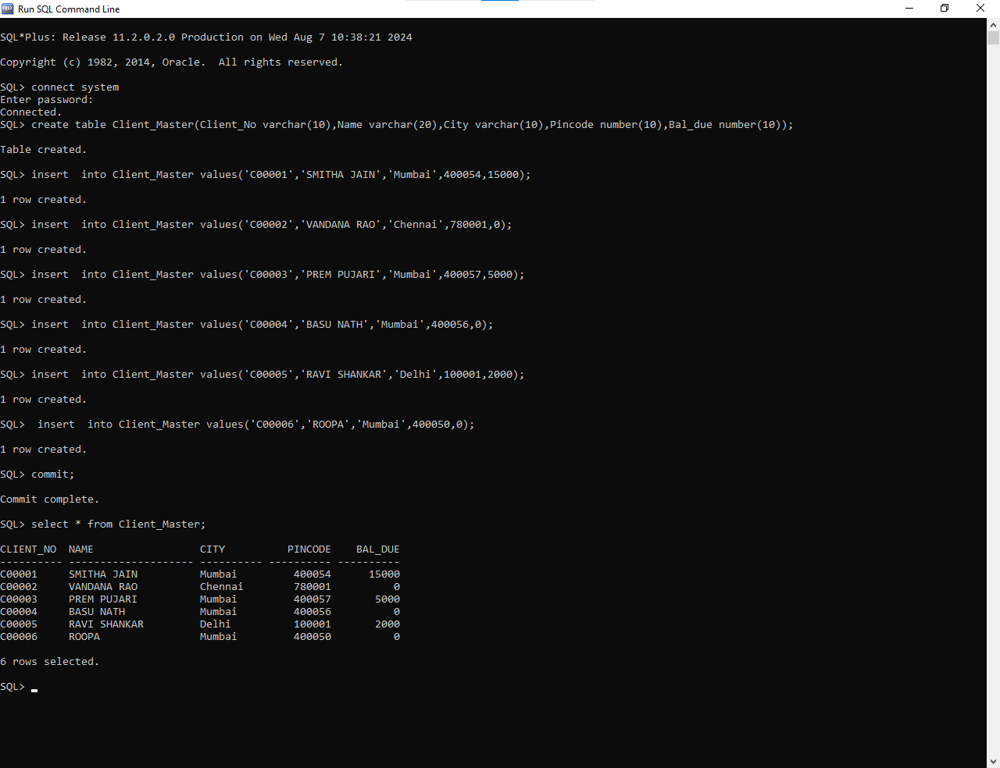 Run SQL Command Line
SQL*Plus: Release 11.2.0.2.0 Production on Wed Aug 7 10:38:21 2024
Copyright (c) 1982, 2014, Oracle.  All rights reserved.
SQL> connect system
Enter password:
Connected.
SQL> create table Client_Master(Client_No varchar(10),Name varchar(20),City varchar(10),Pincode number(10),Bal_due number(10));
Table created.
SQL> insert  into Client_Master values('C00001','SMITHA JAIN','Mumbai',400054,15000);
1 row created.
SQL> insert  into Client_Master values('C00002','VANDANA RAO','Chennai',780001,0);
1 row created.
SQL> insert  into Client_Master values('C00003','PREM PUJARI','Mumbai',400057,5000);
1 row created.
SQL> insert  into Client_Master values('C00004','BASU NATH','Mumbai',400056,0);
1 row created.
SQL> insert  into Client_Master values('C00005','RAVI SHANKAR','Delhi',100001,2000);
1 row created.
SQL>  insert  into Client_Master values('C00006','ROOPA','Mumbai',400050,0);
1 row created.
SQL> commit;
Commit complete.
SQL> select * from Client_Master;
CLIENT_NO  NAME                 CITY          PINCODE    BAL_DUE
---------- -------------------- ---------- ---------- ----------
C00001     SMITHA JAIN          Mumbai         400054      15000
C00002     VANDANA RAO          Chennai        780001          0
C00003     PREM PUJARI          Mumbai         400057       5000
C00004     BASU NATH            Mumbai         400056          0
C00005     RAVI SHANKAR         Delhi          100001       2000
C00006     ROOPA                Mumbai         400050          0
6 rows selected.
SQL>